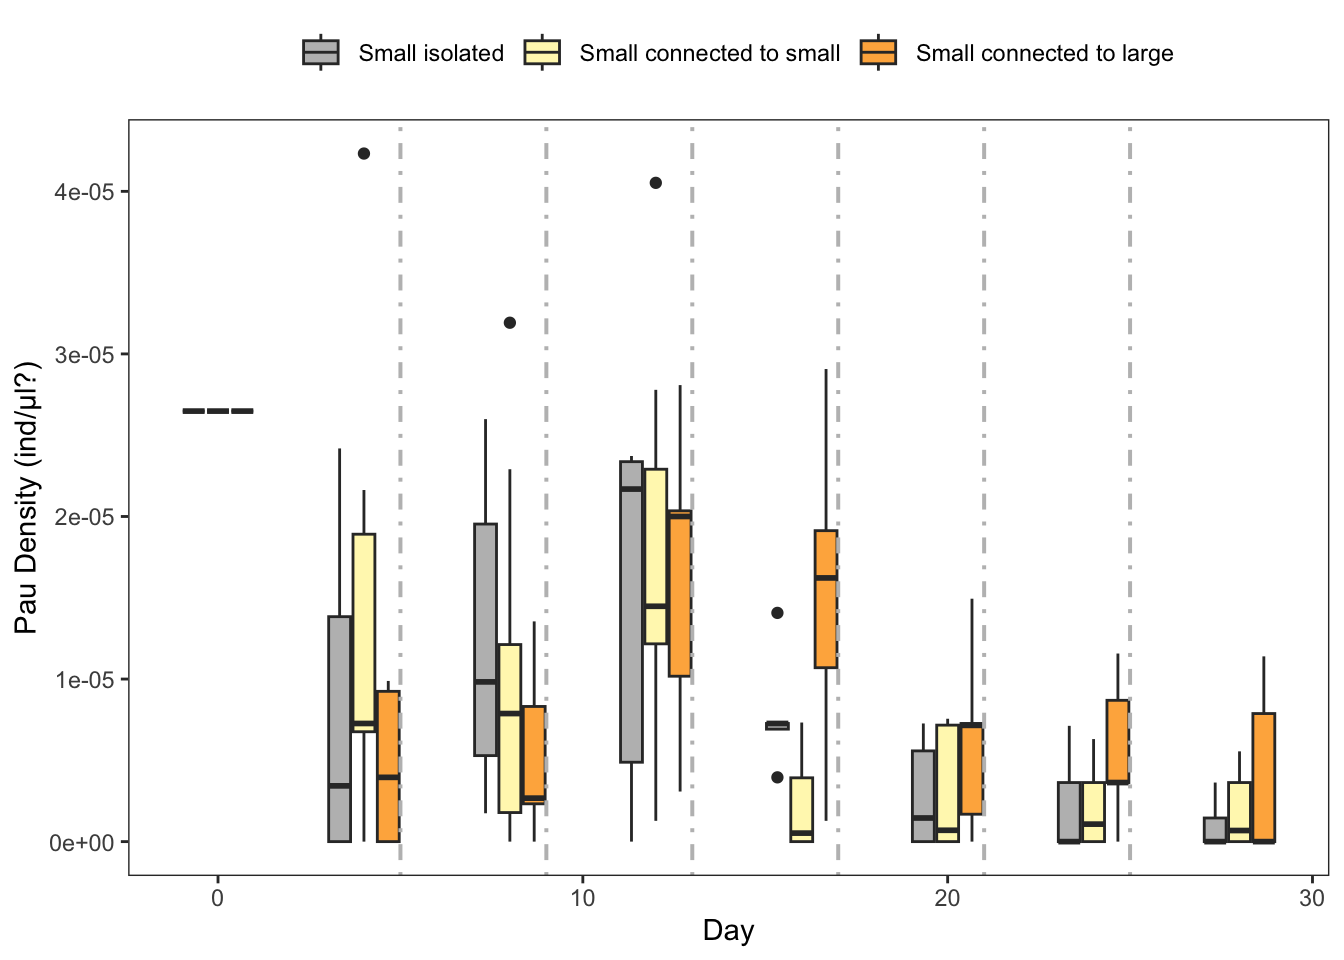 Small isolated Small connected to small Small connected to large
4e-05
3e-05
2e-05
1e-05
0e+00
Pau Density (ind/µl?)
0 10 20 30
Day